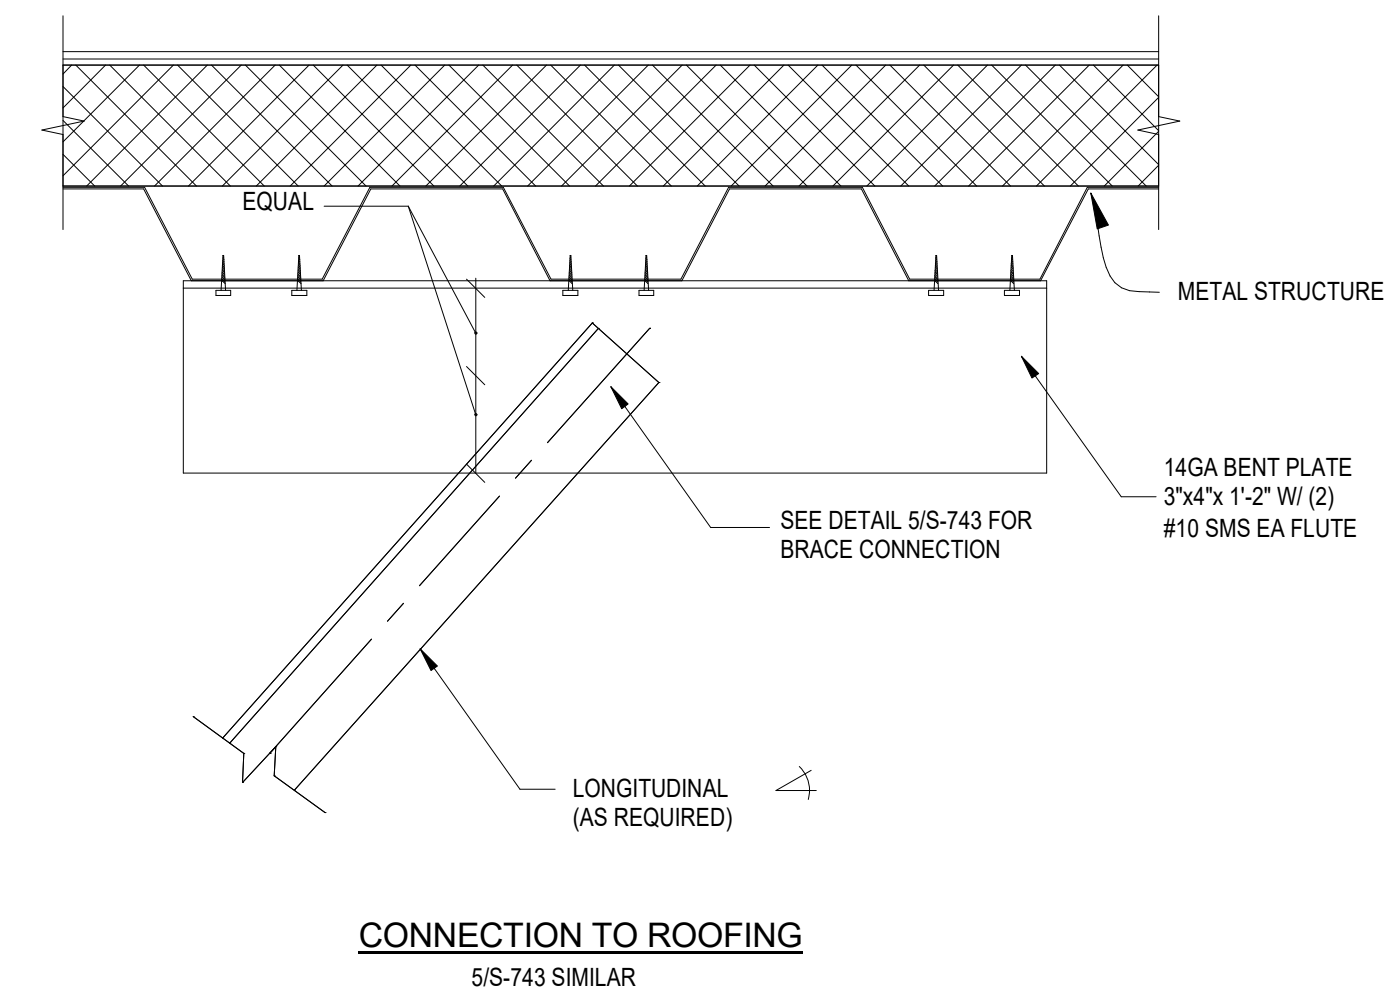 EQUAL
METAL STRUCTURE
14GA BENT PLATE
3"x4"x 1'-2" W/ (2)
#10 SMS EA FLUTE
SEE DETAIL 5/S-743 FOR
BRACE CONNECTION
LONGITUDINAL
(AS REQUIRED)
CONNECTION TO ROOFING
5/S-743 SIMILAR